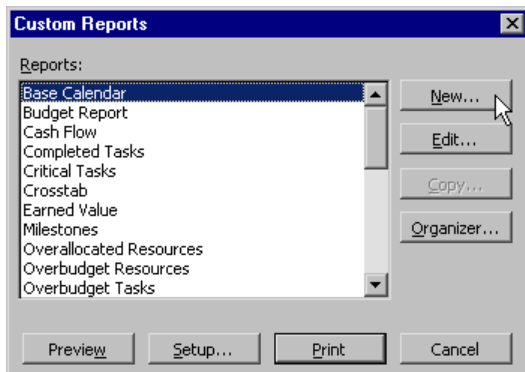 Custom Reports
Reports:
Base Calendar
Budget Report
Cash Flow
Completed Tasks
Critical Tasks
Crosstab
Earned Value
Milestones
Overallocated Resources
Overbudget Resources
Overbudget Tasks
New...
Edit...
Copy...
Organizer...
Preview
Setup...
Print
Cancel